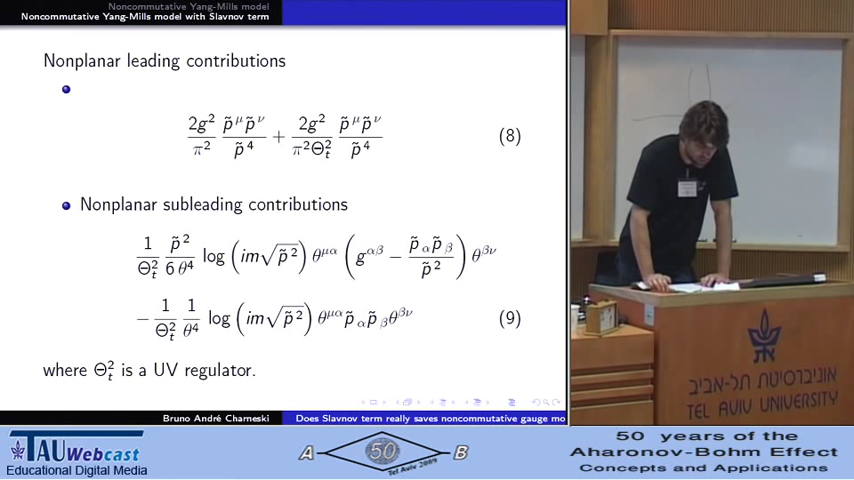 Noncommutative Yang-Mills model
Noncommutative Yang-Mills model with Slavnov term
Nonplanar leading contributions
2g²/π² p̃^μ p̃^ν/p̃⁴ + 2g²/π²Θ_t² p̃^μ p̃^ν/p̃⁴ (8)
Nonplanar subleading contributions
1/Θ_t² p̃²/6θ⁴ log(im√p̃²) θ^μα (g^αβ − p̃_α p̃_β/p̃²) θ^βν
− 1/Θ_t² 1/θ⁴ log(im√p̃²) θ^μα p̃_α p̃_β θ^βν (9)
where Θ_t² is a UV regulator.
Bruno André Charneski Does Slavnov term really saves noncommutative gauge mo
אוניברסיטת תל-אביב
TEL AVIV UNIVERSITY
TAU Webcast
Educational Digital Media
A 50 B
Tel Aviv 2009
50 years of the
Aharonov-Bohm Effect
Concepts and Applications